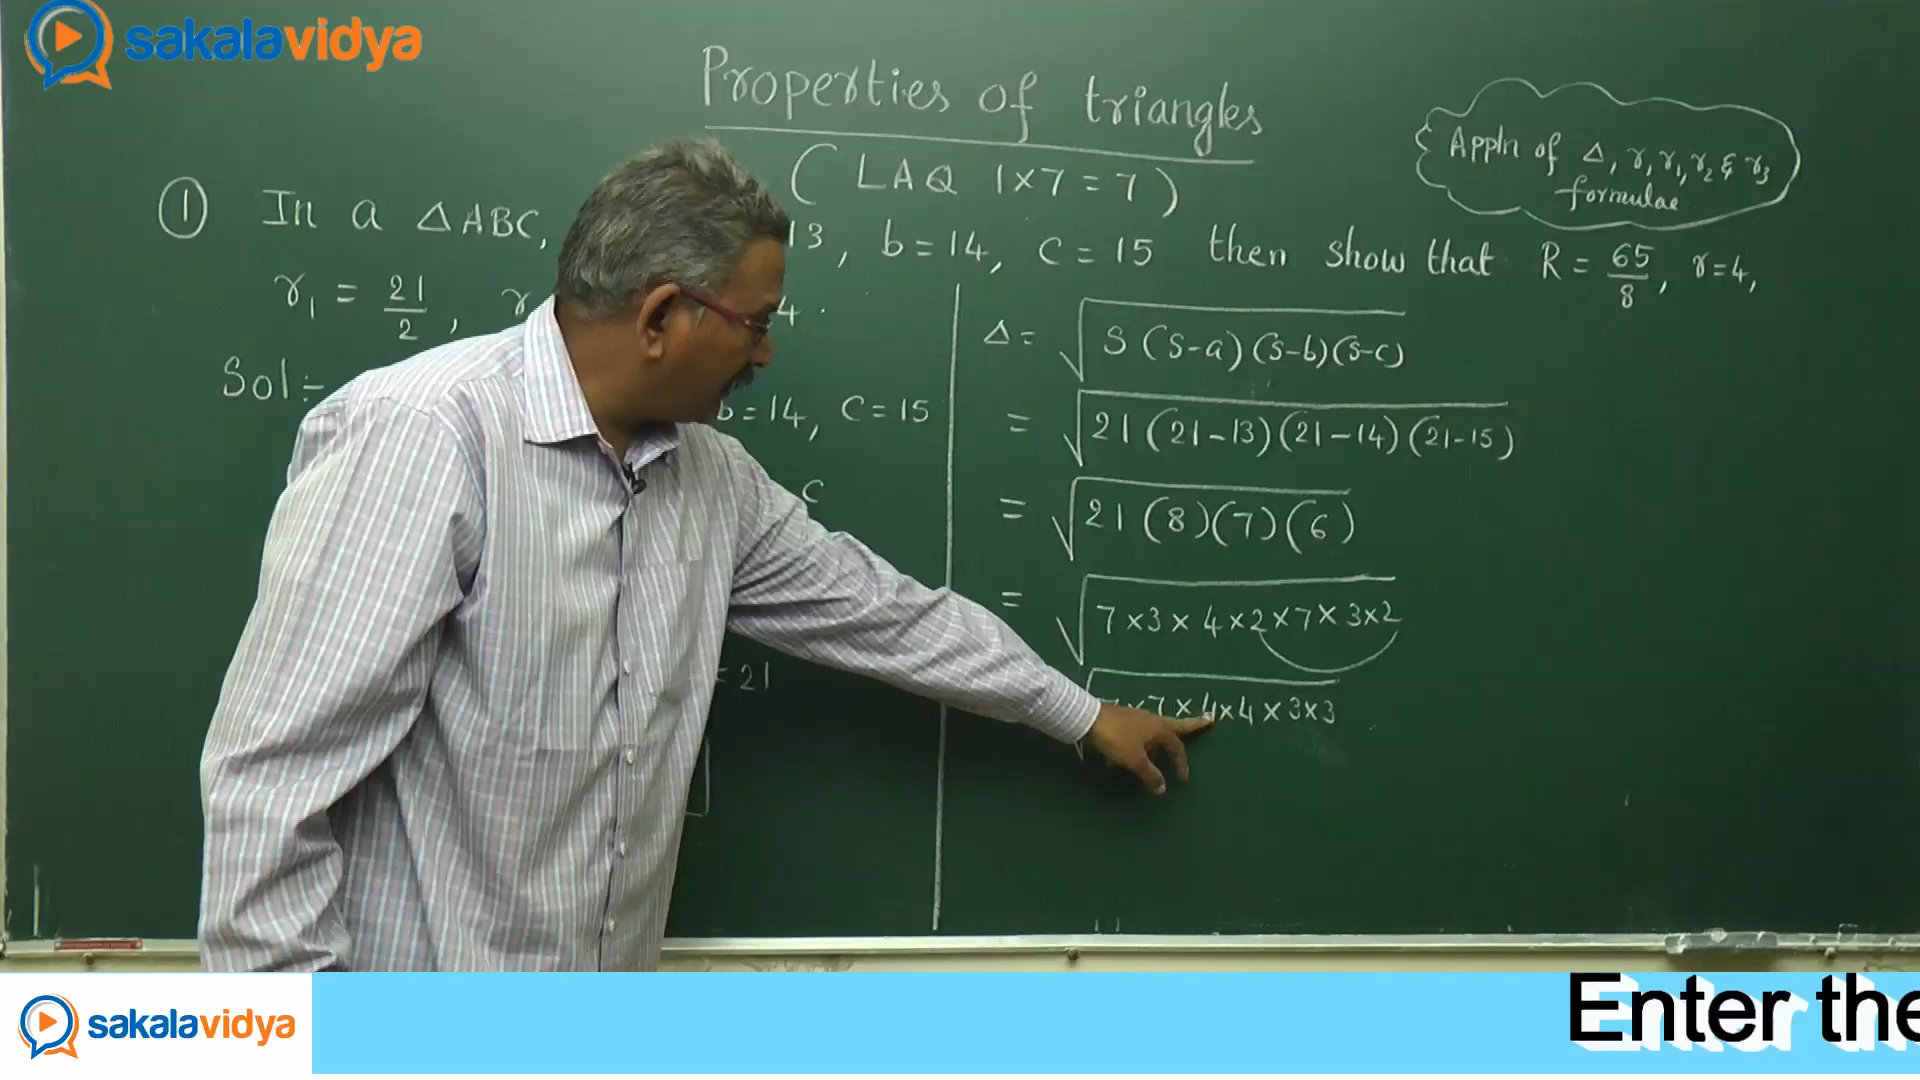 sakalavidya
Properties of triangles
(LAQ 1×7=7)
Appln of Δ, r, r₁, r₂ & r₃
formulae
① In a ΔABC, 13, b=14, c=15 then show that R = 65/8, r=4,
r₁ = 21/2, r 4.
Sol:-
b=14, c=15
c
= 21
Δ = √s(s-a)(s-b)(s-c)
= √21(21-13)(21-14)(21-15)
= √21(8)(7)(6)
= √7×3×4×2×7×3×2
×7×4×4×3×3
sakalavidya
Enter the